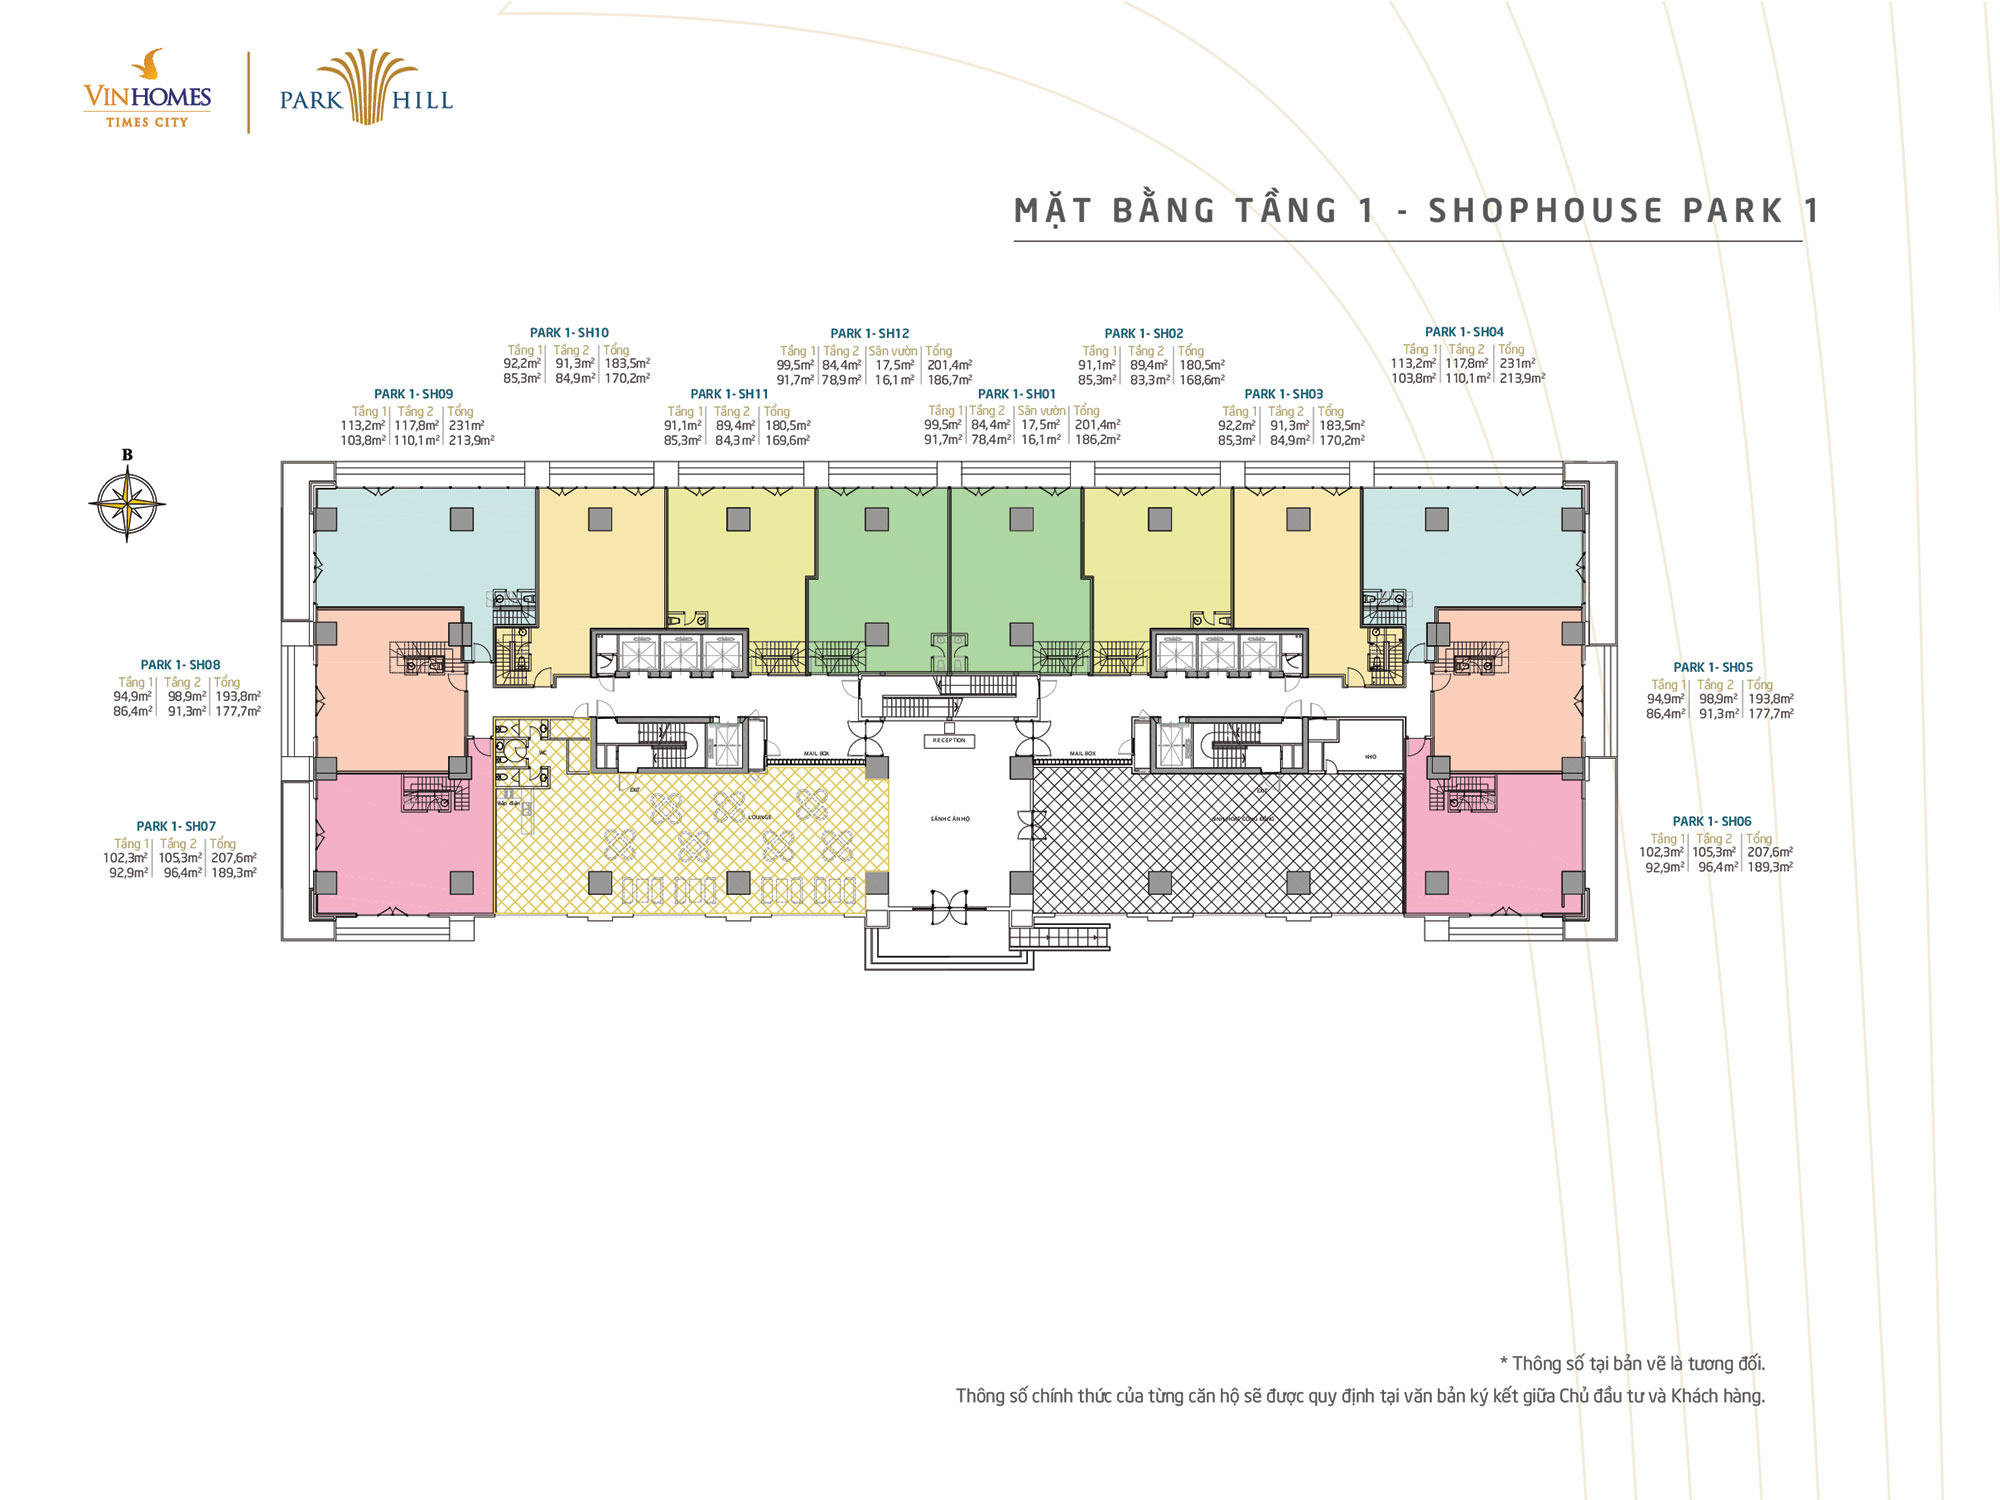 VINHOMES
TIMES CITY
PARK HILL
MẶT BẰNG TẦNG 1 - SHOPHOUSE PARK 1
PARK 1- SH10
Tầng 1 Tầng 2 Tổng
92,2m² 91,3m² 183,5m²
85,3m² 84,9m² 170,2m²
PARK 1- SH12
Tầng 1 Tầng 2 Sân vườn Tổng
99,5m² 84,4m² 17,5m² 201,4m²
91,7m² 78,9m² 16,1m² 186,7m²
PARK 1- SH02
Tầng 1 Tầng 2 Tổng
91,1m² 89,4m² 180,5m²
85,3m² 83,3m² 168,6m²
PARK 1- SH04
Tầng 1 Tầng 2 Tổng
113,2m² 117,8m² 231m²
103,8m² 110,1m² 213,9m²
PARK 1- SH09
Tầng 1 Tầng 2 Tổng
113,2m² 117,8m² 231m²
103,8m² 110,1m² 213,9m²
PARK 1- SH11
Tầng 1 Tầng 2 Tổng
91,1m² 89,4m² 180,5m²
85,3m² 84,3m² 169,6m²
PARK 1- SH01
Tầng 1 Tầng 2 Sân vườn Tổng
99,5m² 84,4m² 17,5m² 201,4m²
91,7m² 78,4m² 16,1m² 186,2m²
PARK 1- SH03
Tầng 1 Tầng 2 Tổng
92,2m² 91,3m² 183,5m²
85,3m² 84,9m² 170,2m²
B
PARK 1- SH08
Tầng 1 Tầng 2 Tổng
94,9m² 98,9m² 193,8m²
86,4m² 91,3m² 177,7m²
PARK 1- SH05
Tầng 1 Tầng 2 Tổng
94,9m² 98,9m² 193,8m²
86,4m² 91,3m² 177,7m²
RECEPTION
WC
MAIL BOX
MAIL BOX
KHO
EXIT
EXIT
Bếp điện
LOUNGE
SẢNH CĂN HỘ
SINH HOẠT CỘNG ĐỒNG
PARK 1- SH07
Tầng 1 Tầng 2 Tổng
102,3m² 105,3m² 207,6m²
92,9m² 96,4m² 189,3m²
PARK 1- SH06
Tầng 1 Tầng 2 Tổng
102,3m² 105,3m² 207,6m²
92,9m² 96,4m² 189,3m²
* Thông số tại bản vẽ là tương đối.
Thông số chính thức của từng căn hộ sẽ được quy định tại văn bản ký kết giữa Chủ đầu tư và Khách hàng.